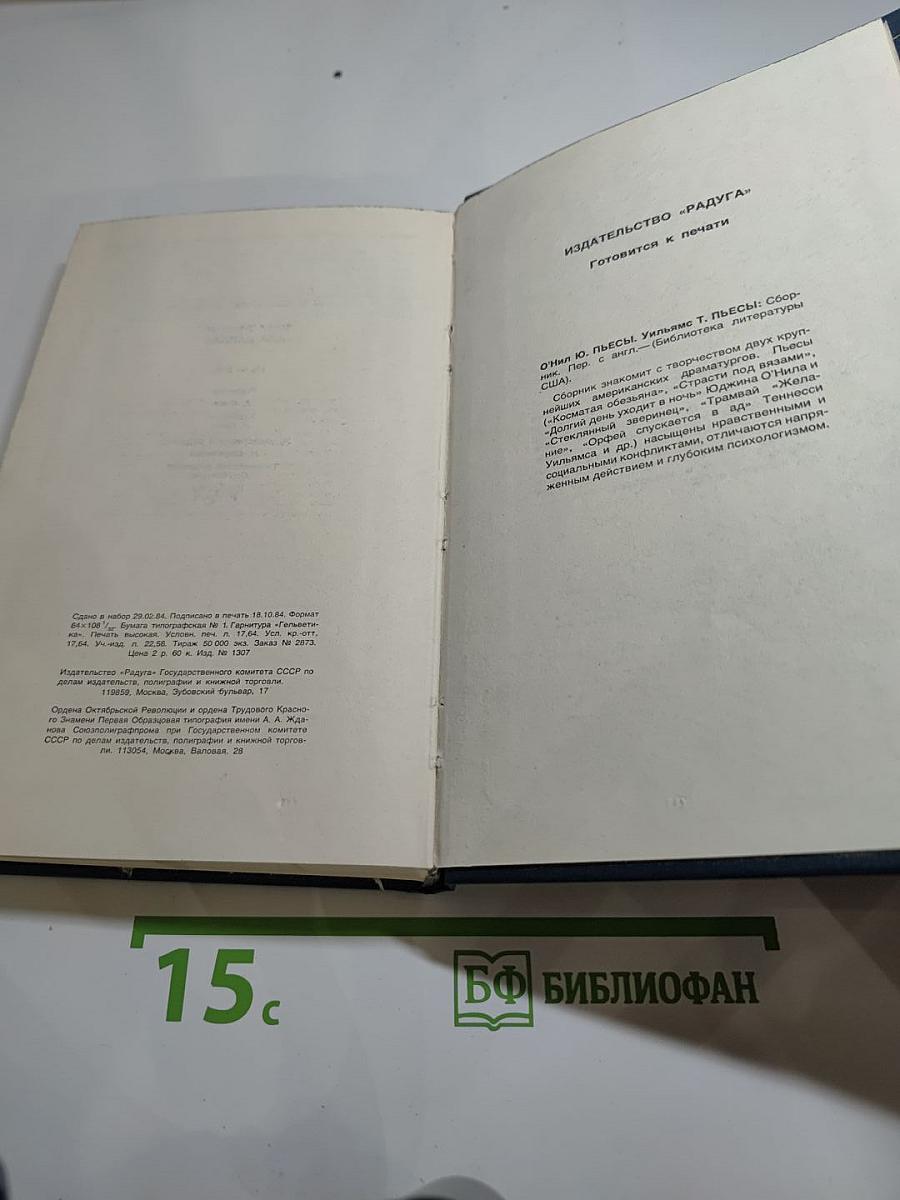 Сдано в набор 29.02.84. Подписано в печать 18.10.84. Формат
84×108 1/32. Бумага типографская № 1. Гарнитура «Гельвети-
ка». Печать высокая. Условн. печ. л. 17,64. Усл. кр.-отт.
17,64. Уч.-изд. л. 22,56. Тираж 50 000 экз. Заказ № 2873.
Цена 2 р. 60 к. Изд. № 1307
Издательство «Радуга» Государственного комитета СССР по
делам издательств, полиграфии и книжной торговли.
119859, Москва, Зубовский бульвар, 17
Ордена Октябрьской Революции и ордена Трудового Красно-
го Знамени Первая Образцовая типография имени А. А. Жда-
нова Союзполиграфпрома при Государственном комитете
СССР по делам издательств, полиграфии и книжной торгов-
ли. 113054, Москва, Валовая, 28
ИЗДАТЕЛЬСТВО «РАДУГА»
Готовится к печати
О'Нил Ю. ПЬЕСЫ. Уильямс Т. ПЬЕСЫ: Сбор-
ник. Пер. с англ.— (Библиотека литературы
США).
Сборник знакомит с творчеством двух круп-
нейших американских драматургов. Пьесы
(«Косматая обезьяна», «Страсти под вязами»,
«Долгий день уходит в ночь» Юджина О'Нила и
«Стеклянный зверинец», «Трамвай «Жела-
ние», «Орфей спускается в ад» Теннесси
Уильямса и др.) насыщены нравственными и
социальными конфликтами, отличаются напря-
женным действием и глубоким психологизмом.
15 с
БФ БИБЛИОФАН